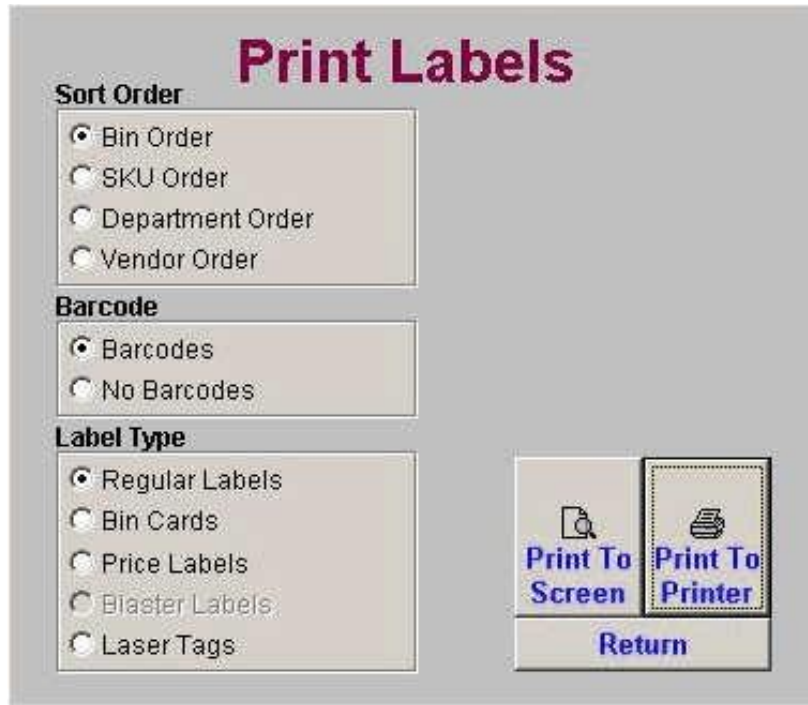 Print Labels
Sort Order
Bin Order
SKU Order
Department Order
Vendor Order
Barcode
Barcodes
No Barcodes
Label Type
Regular Labels
Bin Cards
Price Labels
Blaster Labels
Laser Tags
Print To
Screen
Print To
Printer
Return